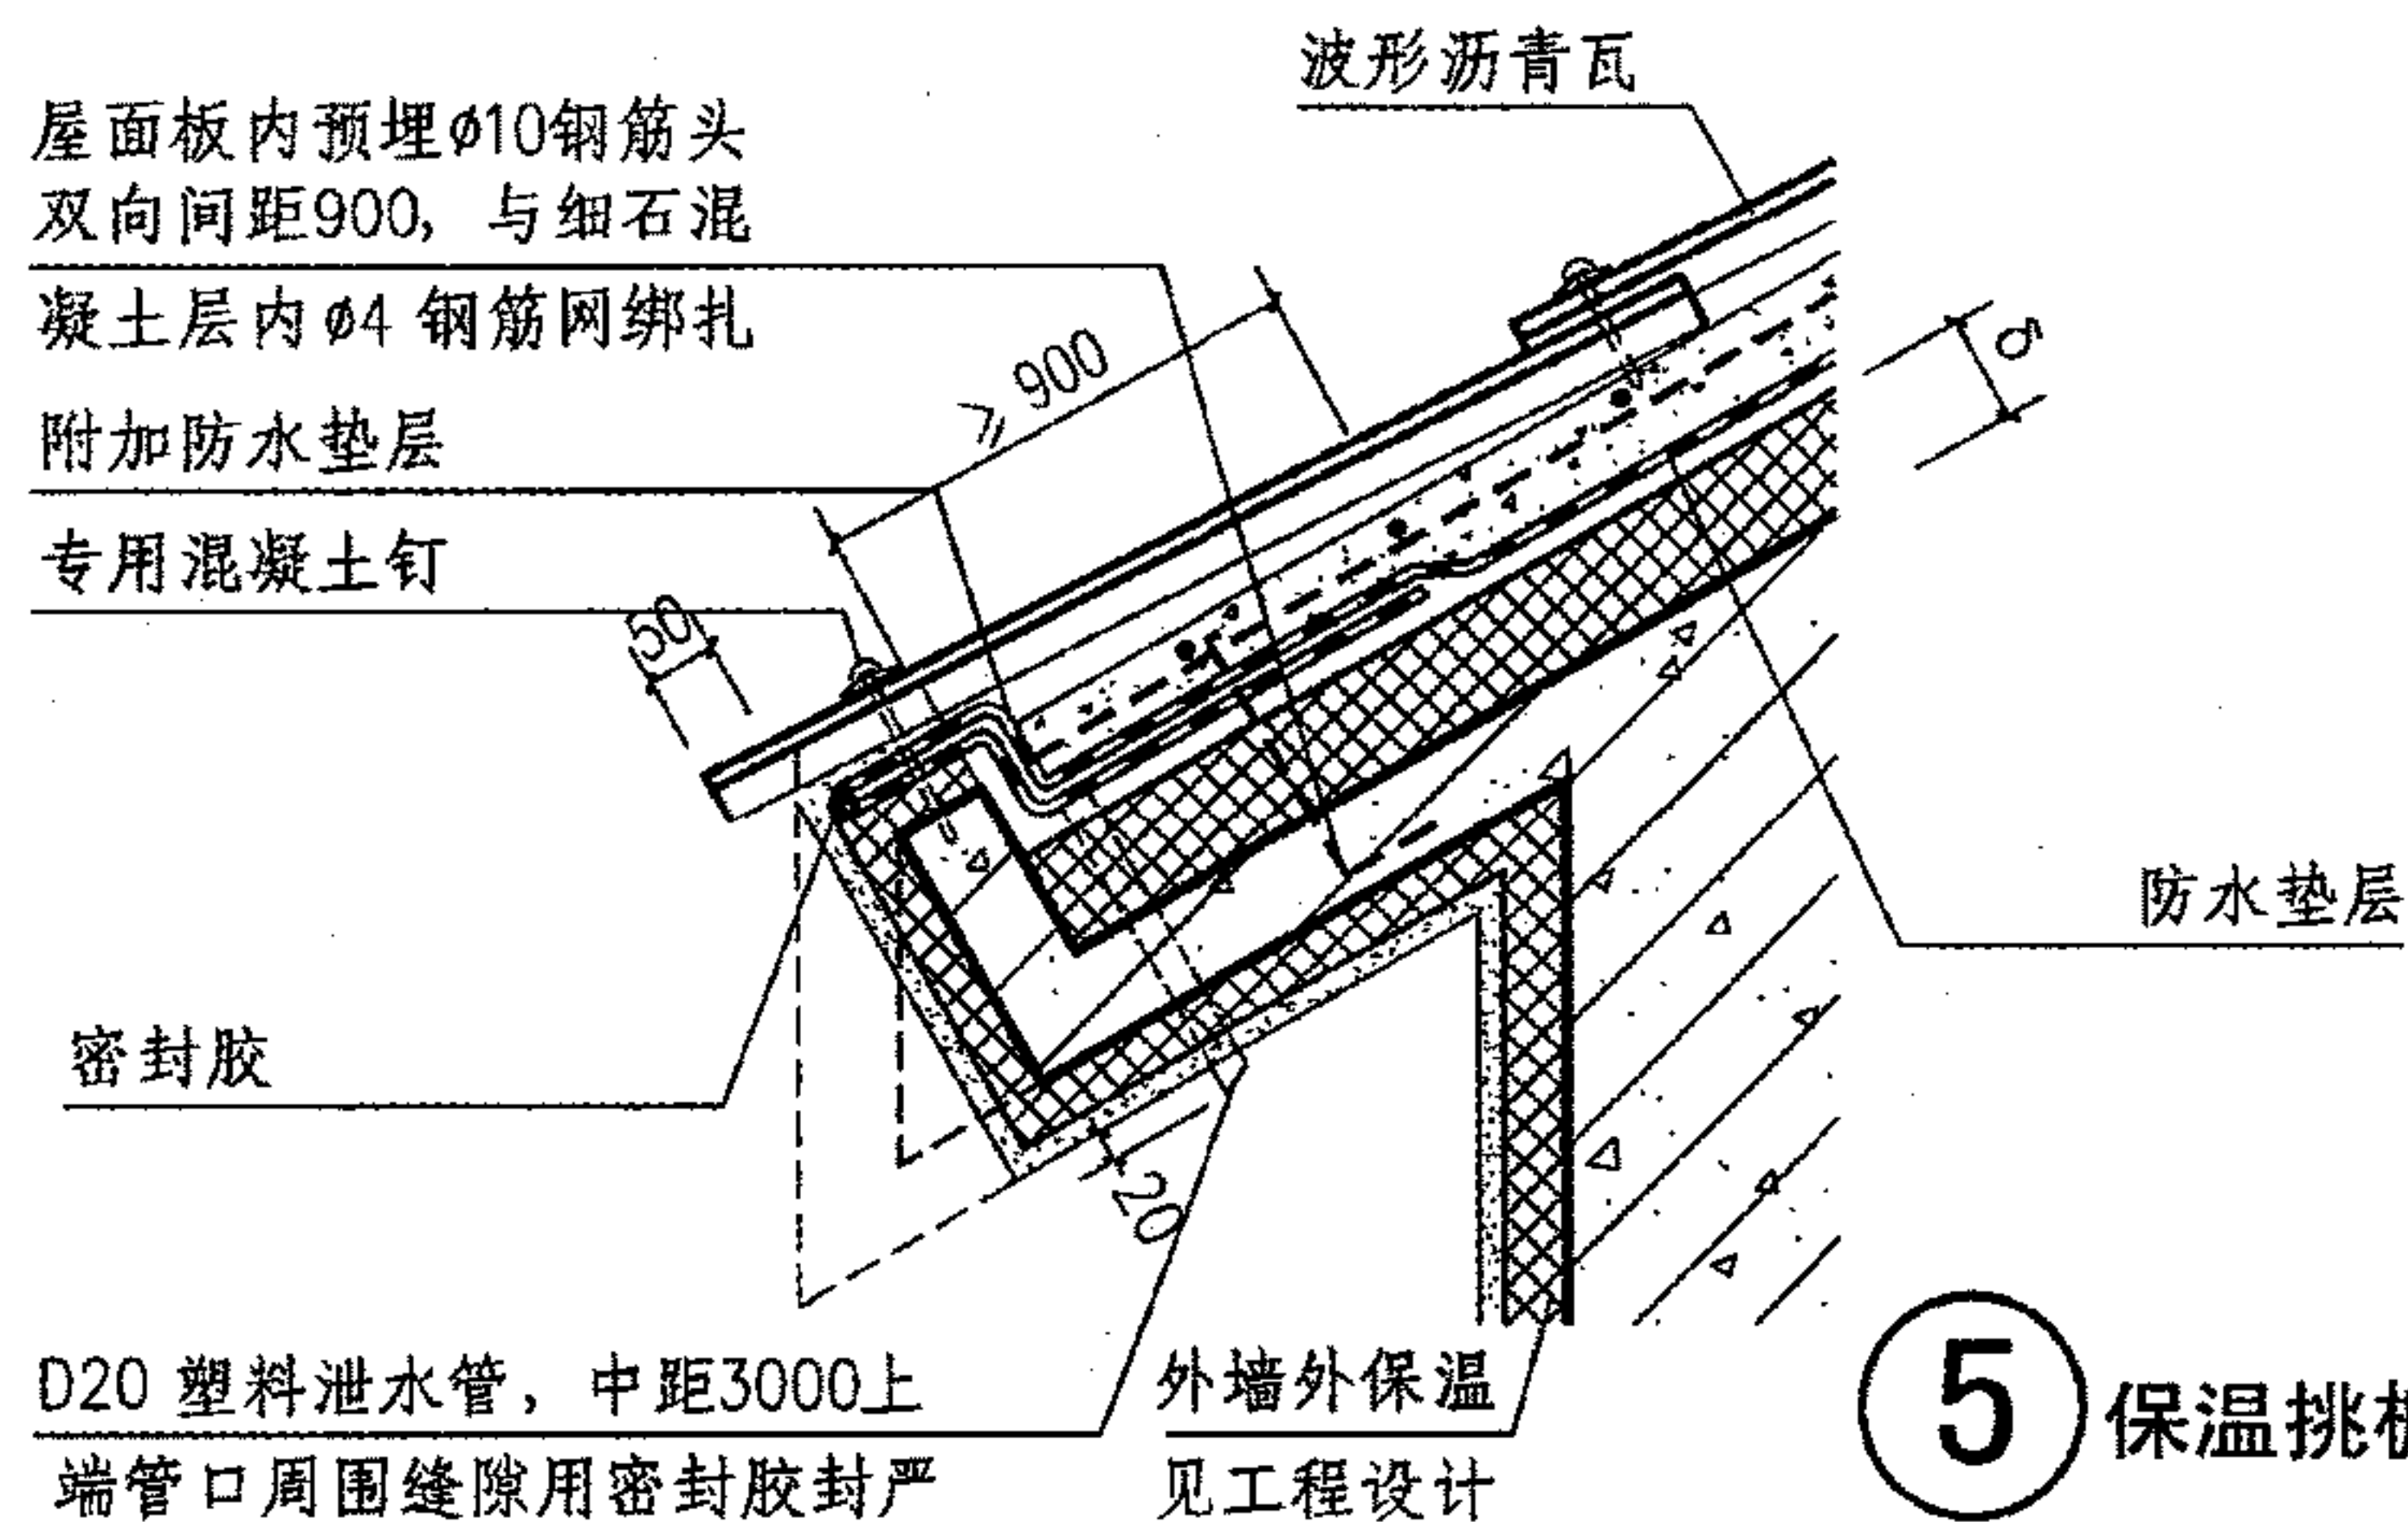 波形沥青瓦
屋面板内预埋ø10钢筋头
双向间距900, 与细石混
凝土层内ø4 钢筋网绑扎
附加防水垫层
专用混凝土钉
≥ 900
50
δ
防水垫层
密封胶
20
D20 塑料泄水管, 中距3000上
端管口周围缝隙用密封胶封严
外墙外保温
见工程设计
5 保温挑